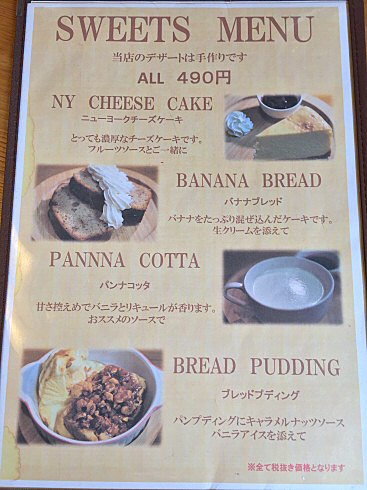 SWEETS MENU
当店のデザートは手作りです
ALL 490円
NY CHEESE CAKE
ニューヨークチーズケーキ
とっても濃厚なチーズケーキです。
フルーツソースとご一緒に
BANANA BREAD
バナナブレッド
バナナをたっぷり混ぜ込んだケーキです。
生クリームを添えて
PANNNA COTTA
パンナコッタ
甘さ控えめでバニラとリキュールが香ります。
おススメのソースで
BREAD PUDDING
ブレッドプディング
パンプディングにキャラメルナッツソース
バニラアイスを添えて
※全て税抜き価格となります